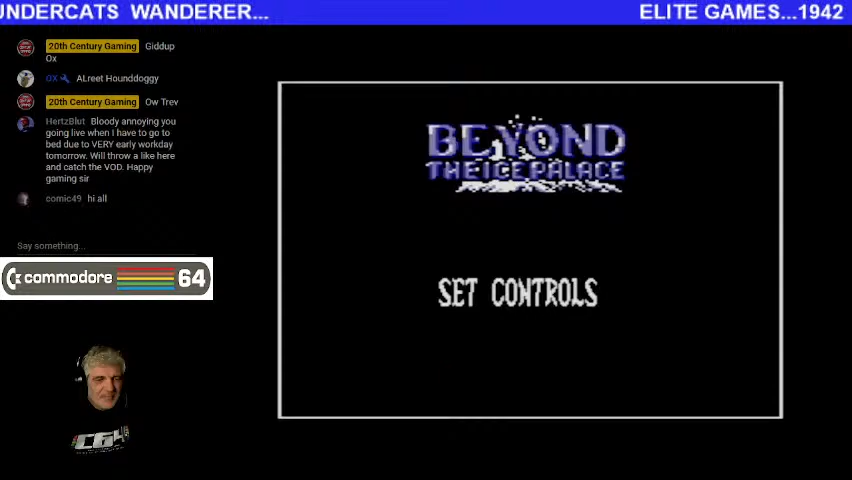 UNDERCATS WANDERER...
ELITE GAMES...1942
20th Century Gaming Giddup
Ox
OX ALreet Hounddoggy
20th Century Gaming Ow Trev
HertzBlut Bloody annoying you
going live when I have to go to
bed due to VERY early workday
tomorrow. Will throw a like here
and catch the VOD. Happy
gaming sir
comic49 hi all
Say something...
commodore 64
BEYOND
THE ICE PALACE
SET CONTROLS
C64